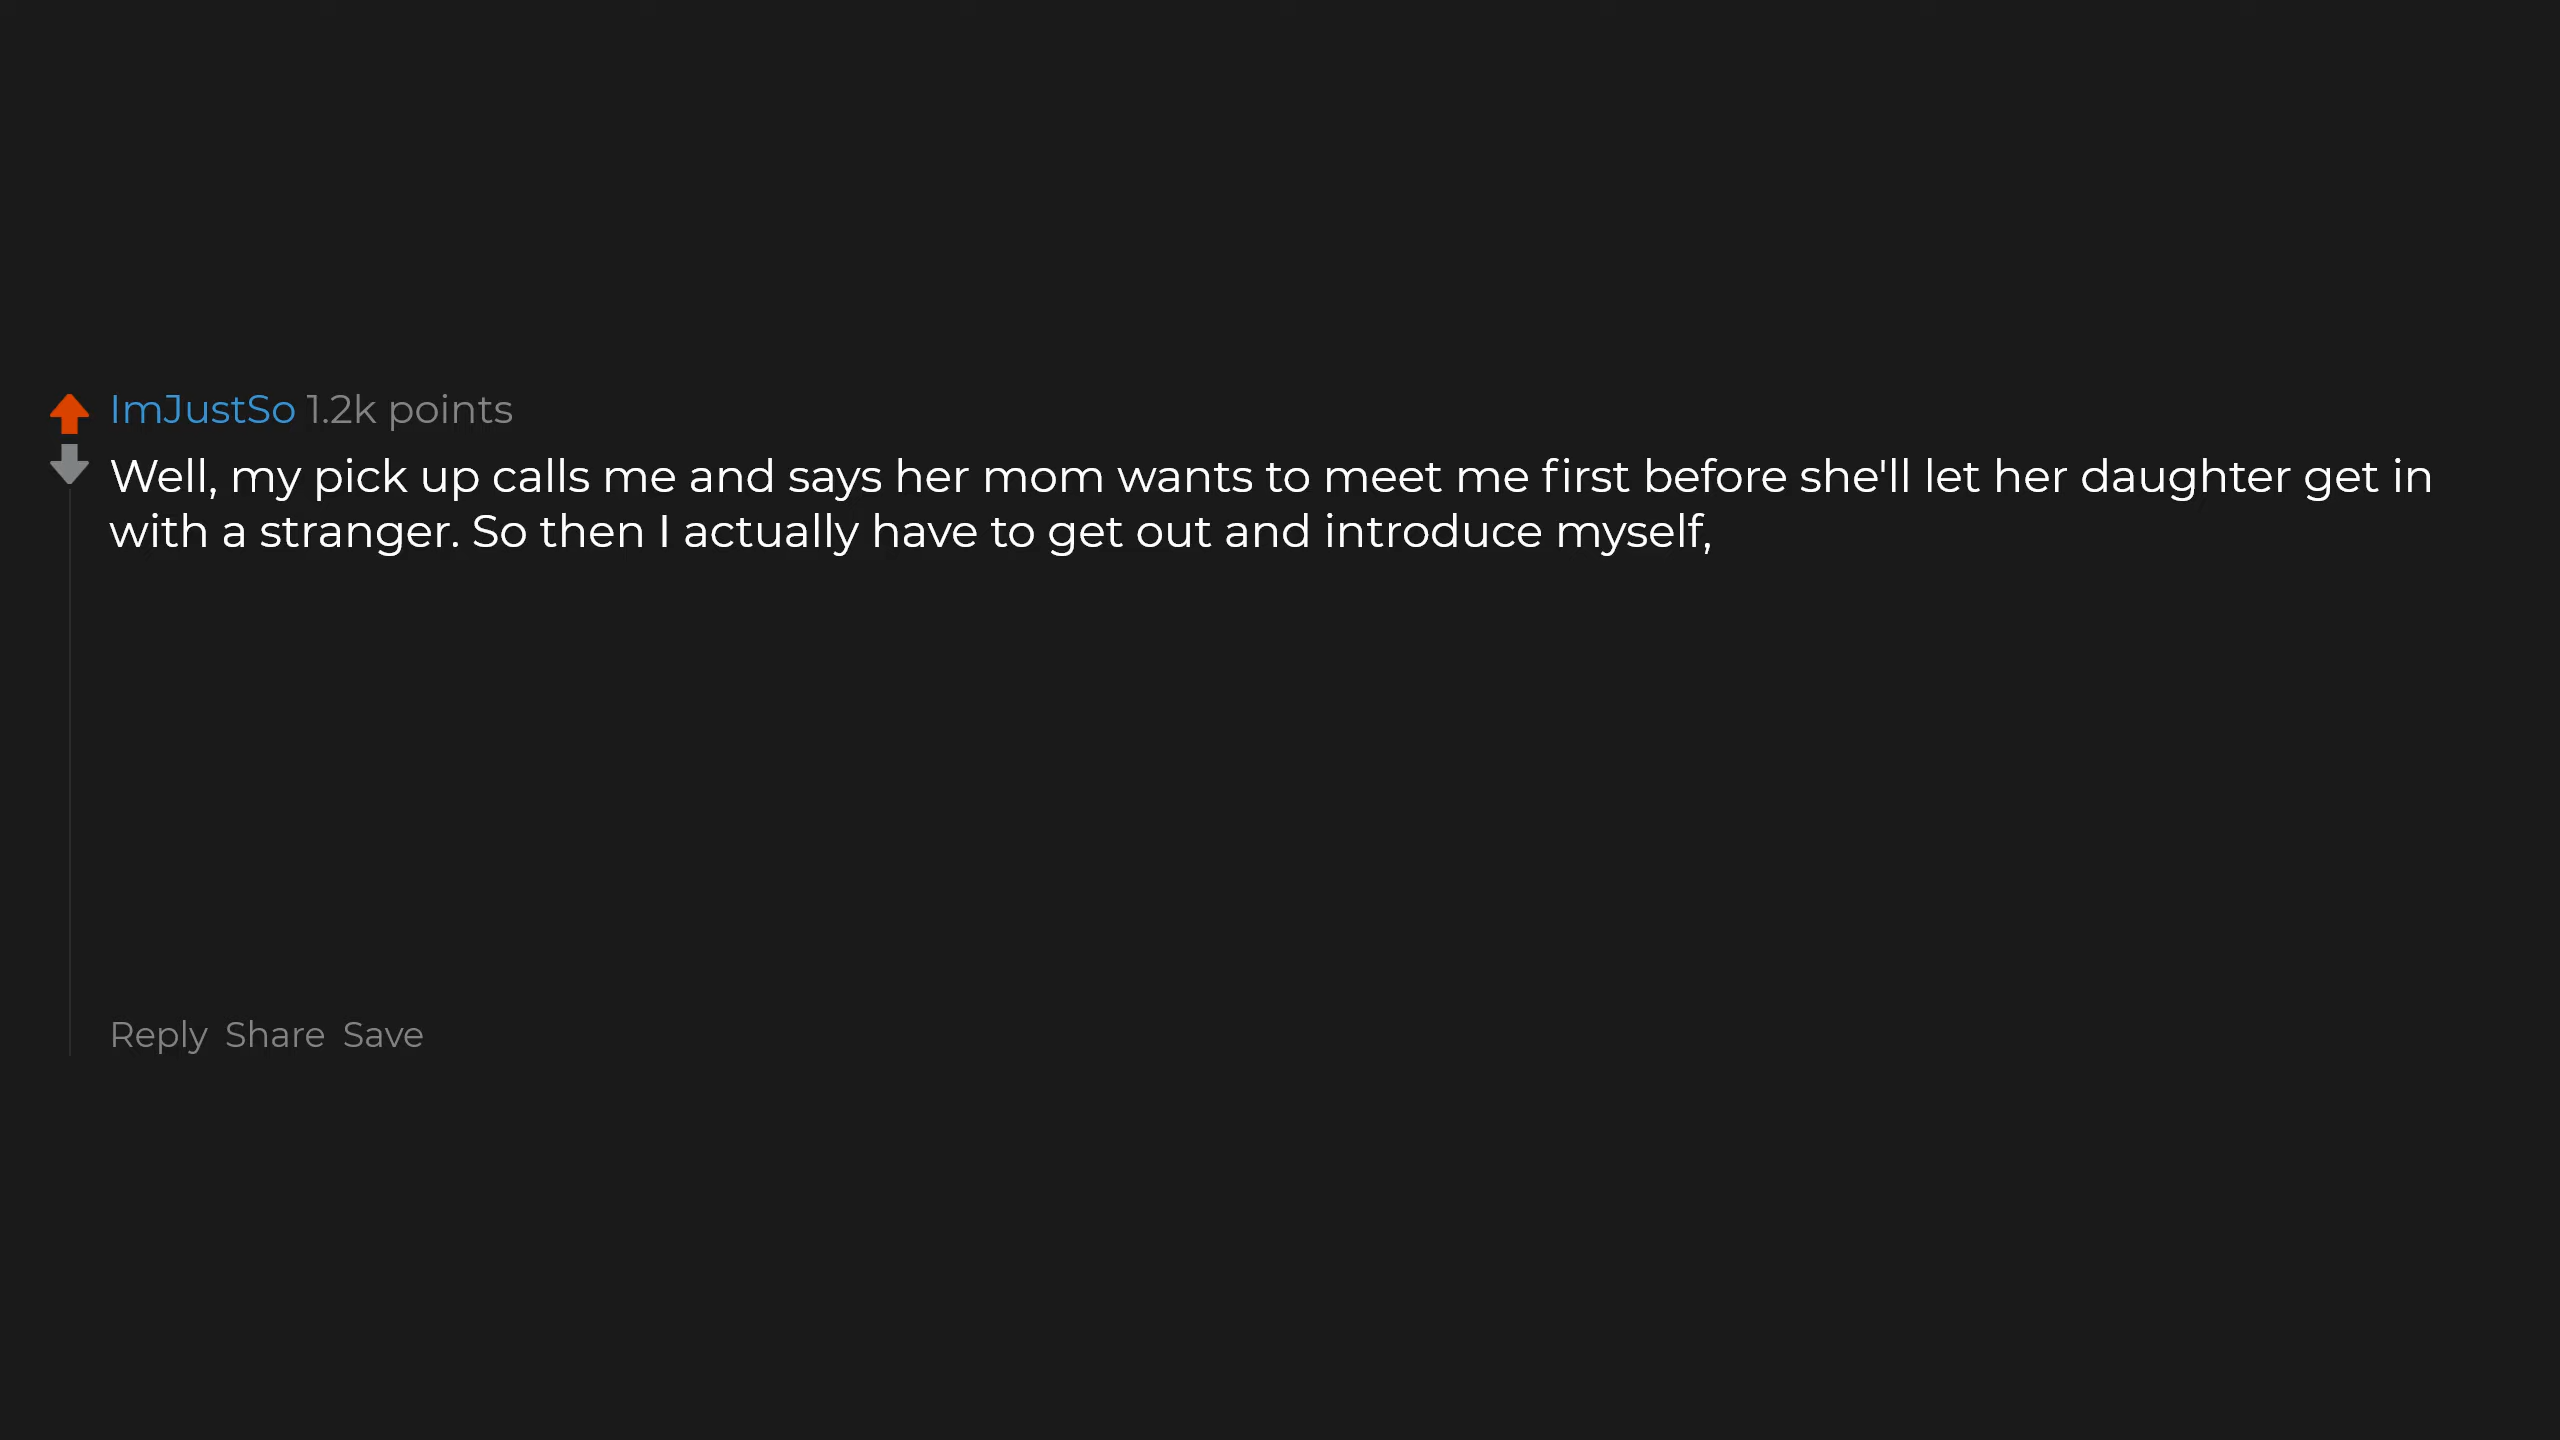 ImJustSo 1.2k points
Well, my pick up calls me and says her mom wants to meet me first before she'll let her daughter get in
with a stranger. So then I actually have to get out and introduce myself,
Reply Share Save